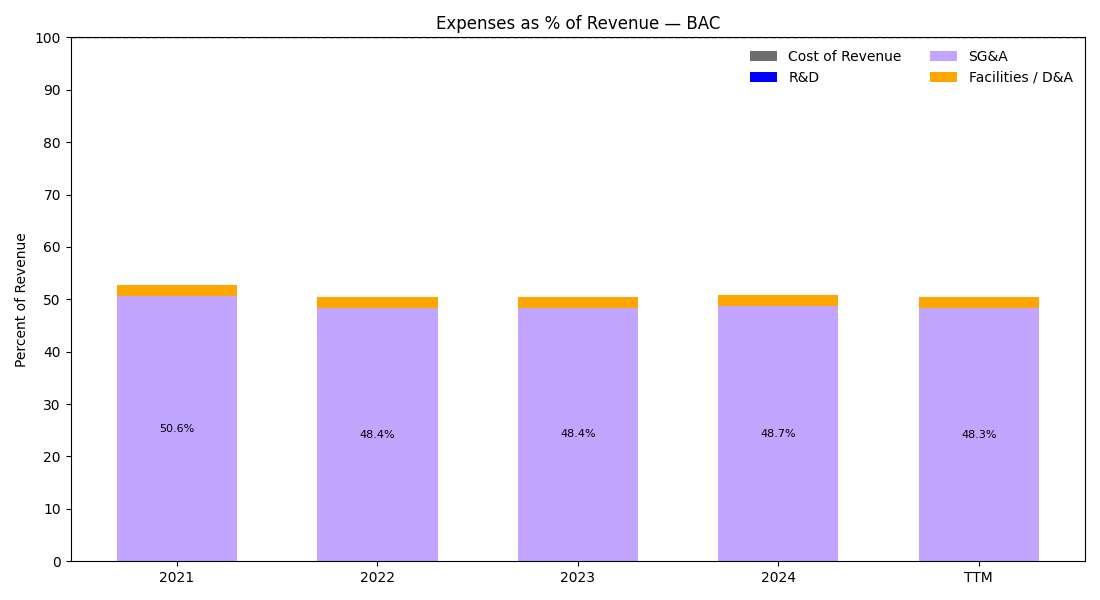 Expenses as % of Revenue — BAC
100
90
80
70
60
50
40
30
20
10
0
Percent of Revenue
Cost of Revenue
R&D
SG&A
Facilities / D&A
50.6%
48.4%
48.4%
48.7%
48.3%
2021
2022
2023
2024
TTM